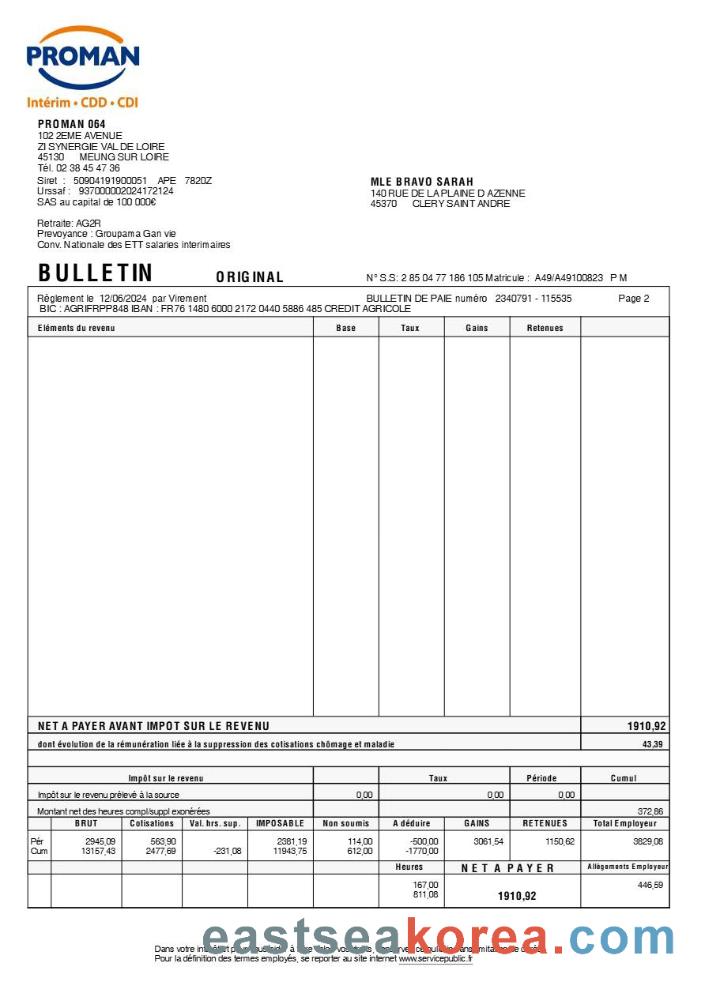 PROMAN
Intérim • CDD • CDI
PROMAN 064
102 2EME AVENUE
ZI SYNERGIE VAL DE LOIRE
45130 MEUNG SUR LOIRE
Tél. 02 38 45 47 36
Siret : 50904191900051 APE 7820Z
Urssaf : 937000002024172124
SAS au capital de 100 000€
MLE BRAVO SARAH
140 RUE DE LA PLAINE D AZENNE
45370 CLERY SAINT ANDRE
Retraite: AG2R
Prevoyance : Groupama Gan vie
Conv. Nationale des ETT salaries interimaires
BULLETIN ORIGINAL N° S.S: 2 85 04 77 186 105 Matricule : A49/A49100823 P M
Règlement le 12/06/2024 par Virement BULLETIN DE PAIE numéro 2340791 - 115535 Page 2
BIC : AGRIFRPP848 IBAN : FR76 1480 6000 2172 0440 5886 485 CREDIT AGRICOLE
Eléments du revenu Base Taux Gains Retenues
NET A PAYER AVANT IMPOT SUR LE REVENU 1910,92
dont évolution de la rémunération liée à la suppression des cotisations chômage et maladie 43,39
Impôt sur le revenu Taux Période Cumul
Impôt sur le revenu prélevé à la source 0,00 0,00 0,00
Montant net des heures compl/suppl exonérées 372,86
BRUT Cotisations Val. hrs. sup. IMPOSABLE Non soumis A déduire GAINS RETENUES Total Employeur
Pér 2945,09 563,90 2381,19 114,00 -500,00 3061,54 1150,62 3829,08
Cum 13157,43 2477,69 -231,08 11943,75 612,00 -1770,00
Heures NET A PAYER Allègements Employeur
167,00 446,59
811,08 1910,92
eastseakorea.com
Dans votre
Pour la définition des termes employés, se reporter au site internet www.servicepublic.fr